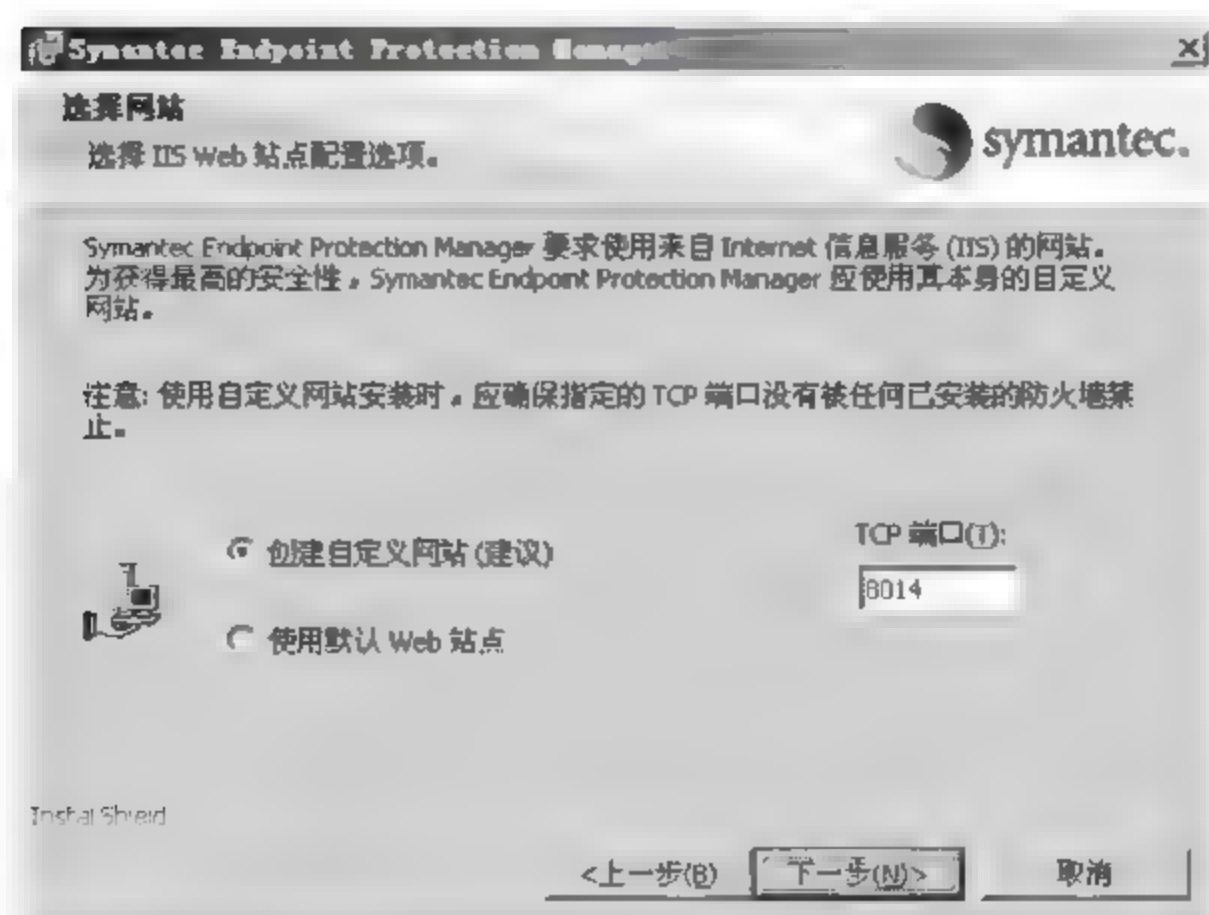 Symantec Endpoint Protection Manager
选择网站
选择 IIS Web 站点配置选项。
symantec.
Symantec Endpoint Protection Manager 要求使用来自 Internet 信息服务 (IIS) 的网站。
为获得最高的安全性，Symantec Endpoint Protection Manager 应使用其本身的自定义
网站。
注意: 使用自定义网站安装时，应确保指定的 TCP 端口没有被任何已安装的防火墙禁
止。
TCP 端口(T):
创建自定义网站 (建议)
8014
使用默认 Web 站点
InstallShield
<上一步(B) 下一步(N)> 取消